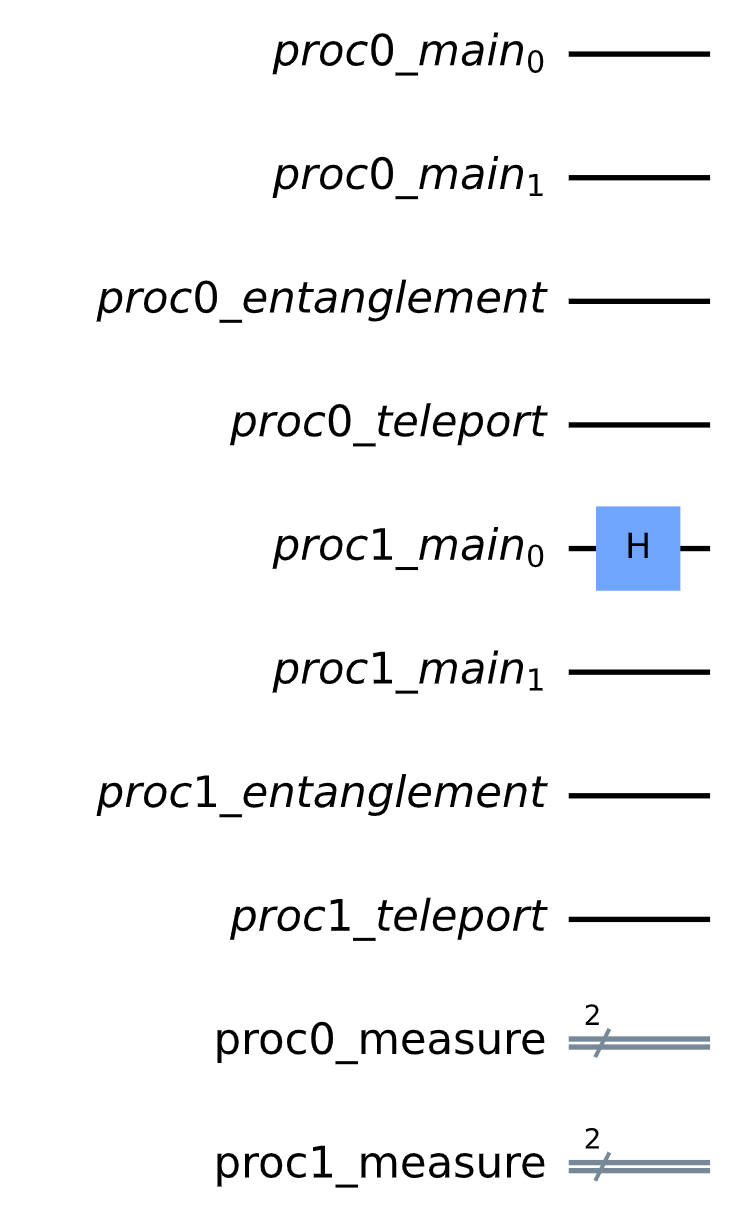 proc0_main₀
proc0_main₁
proc0_entanglement
proc0_teleport
proc1_main₀ H
proc1_main₁
proc1_entanglement
proc1_teleport
proc0_measure 2
proc1_measure 2